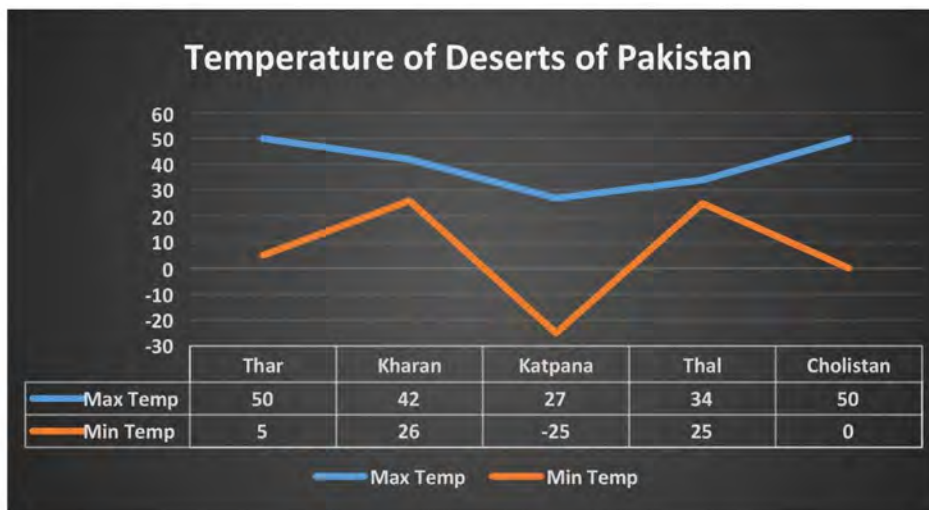 Temperature of Deserts of Pakistan
60
50
40
30
20
10
0
-10
-20
-30
Thar Kharan Katpana Thal Cholistan
Max Temp 50 42 27 34 50
Min Temp 5 26 -25 25 0
Max Temp Min Temp